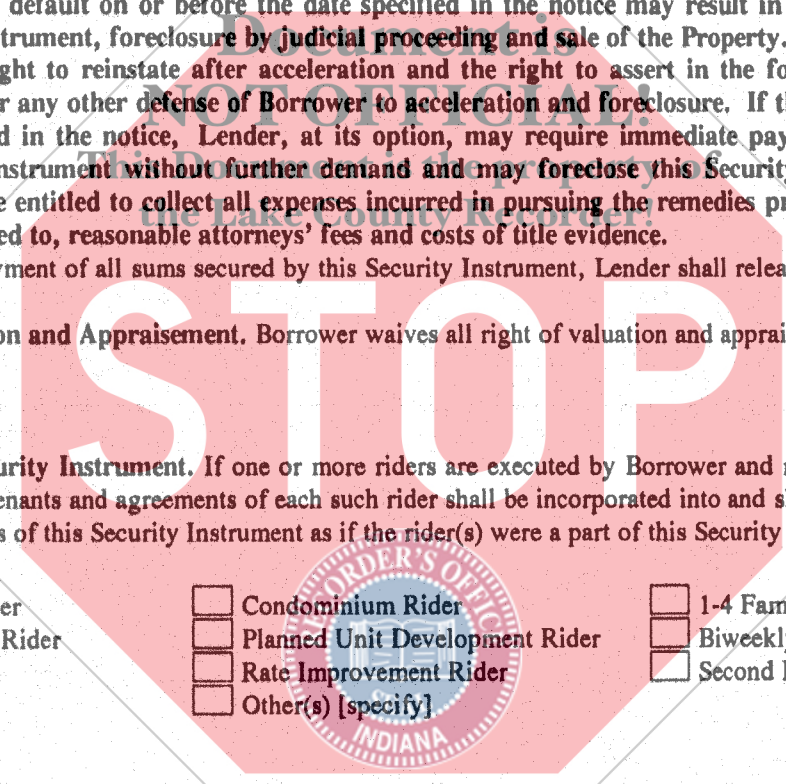 default on or before the date specified in the notice may result in
trument, foreclosure by judicial proceeding and sale of the Property.
ght to reinstate after acceleration and the right to assert in the fo
r any other defense of Borrower to acceleration and foreclosure. If t
d in the notice, Lender, at its option, may require immediate pay
nstrument without further demand and may foreclose this Security
e entitled to collect all expenses incurred in pursuing the remedies pr
ed to, reasonable attorneys' fees and costs of title evidence.
yment of all sums secured by this Security Instrument, Lender shall relea
on and Appraisement. Borrower waives all right of valuation and apprai
urity Instrument. If one or more riders are executed by Borrower and
enants and agreements of each such rider shall be incorporated into and s
s of this Security Instrument as if the rider(s) were a part of this Security
er
Condominium Rider
1-4 Fam
Rider
Planned Unit Development Rider
Biweekly
Rate Improvement Rider
Second
Other(s) [specify]
Document is
NOT OFFICIAL!
This Document is the property of
the Lake County Recorder!
STOP
RECORDER'S OFFICE
INDIANA